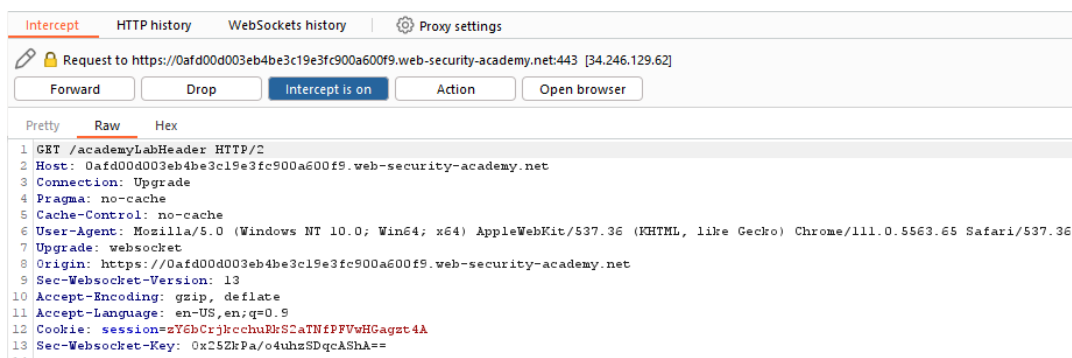 Intercept HTTP history WebSockets history Proxy settings
Request to https://0afd00d003eb4be3c19e3fc900a600f9.web-security-academy.net:443 [34.246.129.62]
Forward Drop Intercept is on Action Open browser
Pretty Raw Hex
1 GET /academyLabHeader HTTP/2
2 Host: 0afd00d003eb4be3c19e3fc900a600f9.web-security-academy.net
3 Connection: Upgrade
4 Pragma: no-cache
5 Cache-Control: no-cache
6 User-Agent: Mozilla/5.0 (Windows NT 10.0; Win64; x64) AppleWebKit/537.36 (KHTML, like Gecko) Chrome/111.0.5563.65 Safari/537.36
7 Upgrade: websocket
8 Origin: https://0afd00d003eb4be3c19e3fc900a600f9.web-security-academy.net
9 Sec-Websocket-Version: 13
10 Accept-Encoding: gzip, deflate
11 Accept-Language: en-US,en;q=0.9
12 Cookie: session=zY6bCrjkcchuRkS2aTNfPFVwHGagzt4A
13 Sec-Websocket-Key: 0x25ZkPa/o4uhzSDqcAShA==